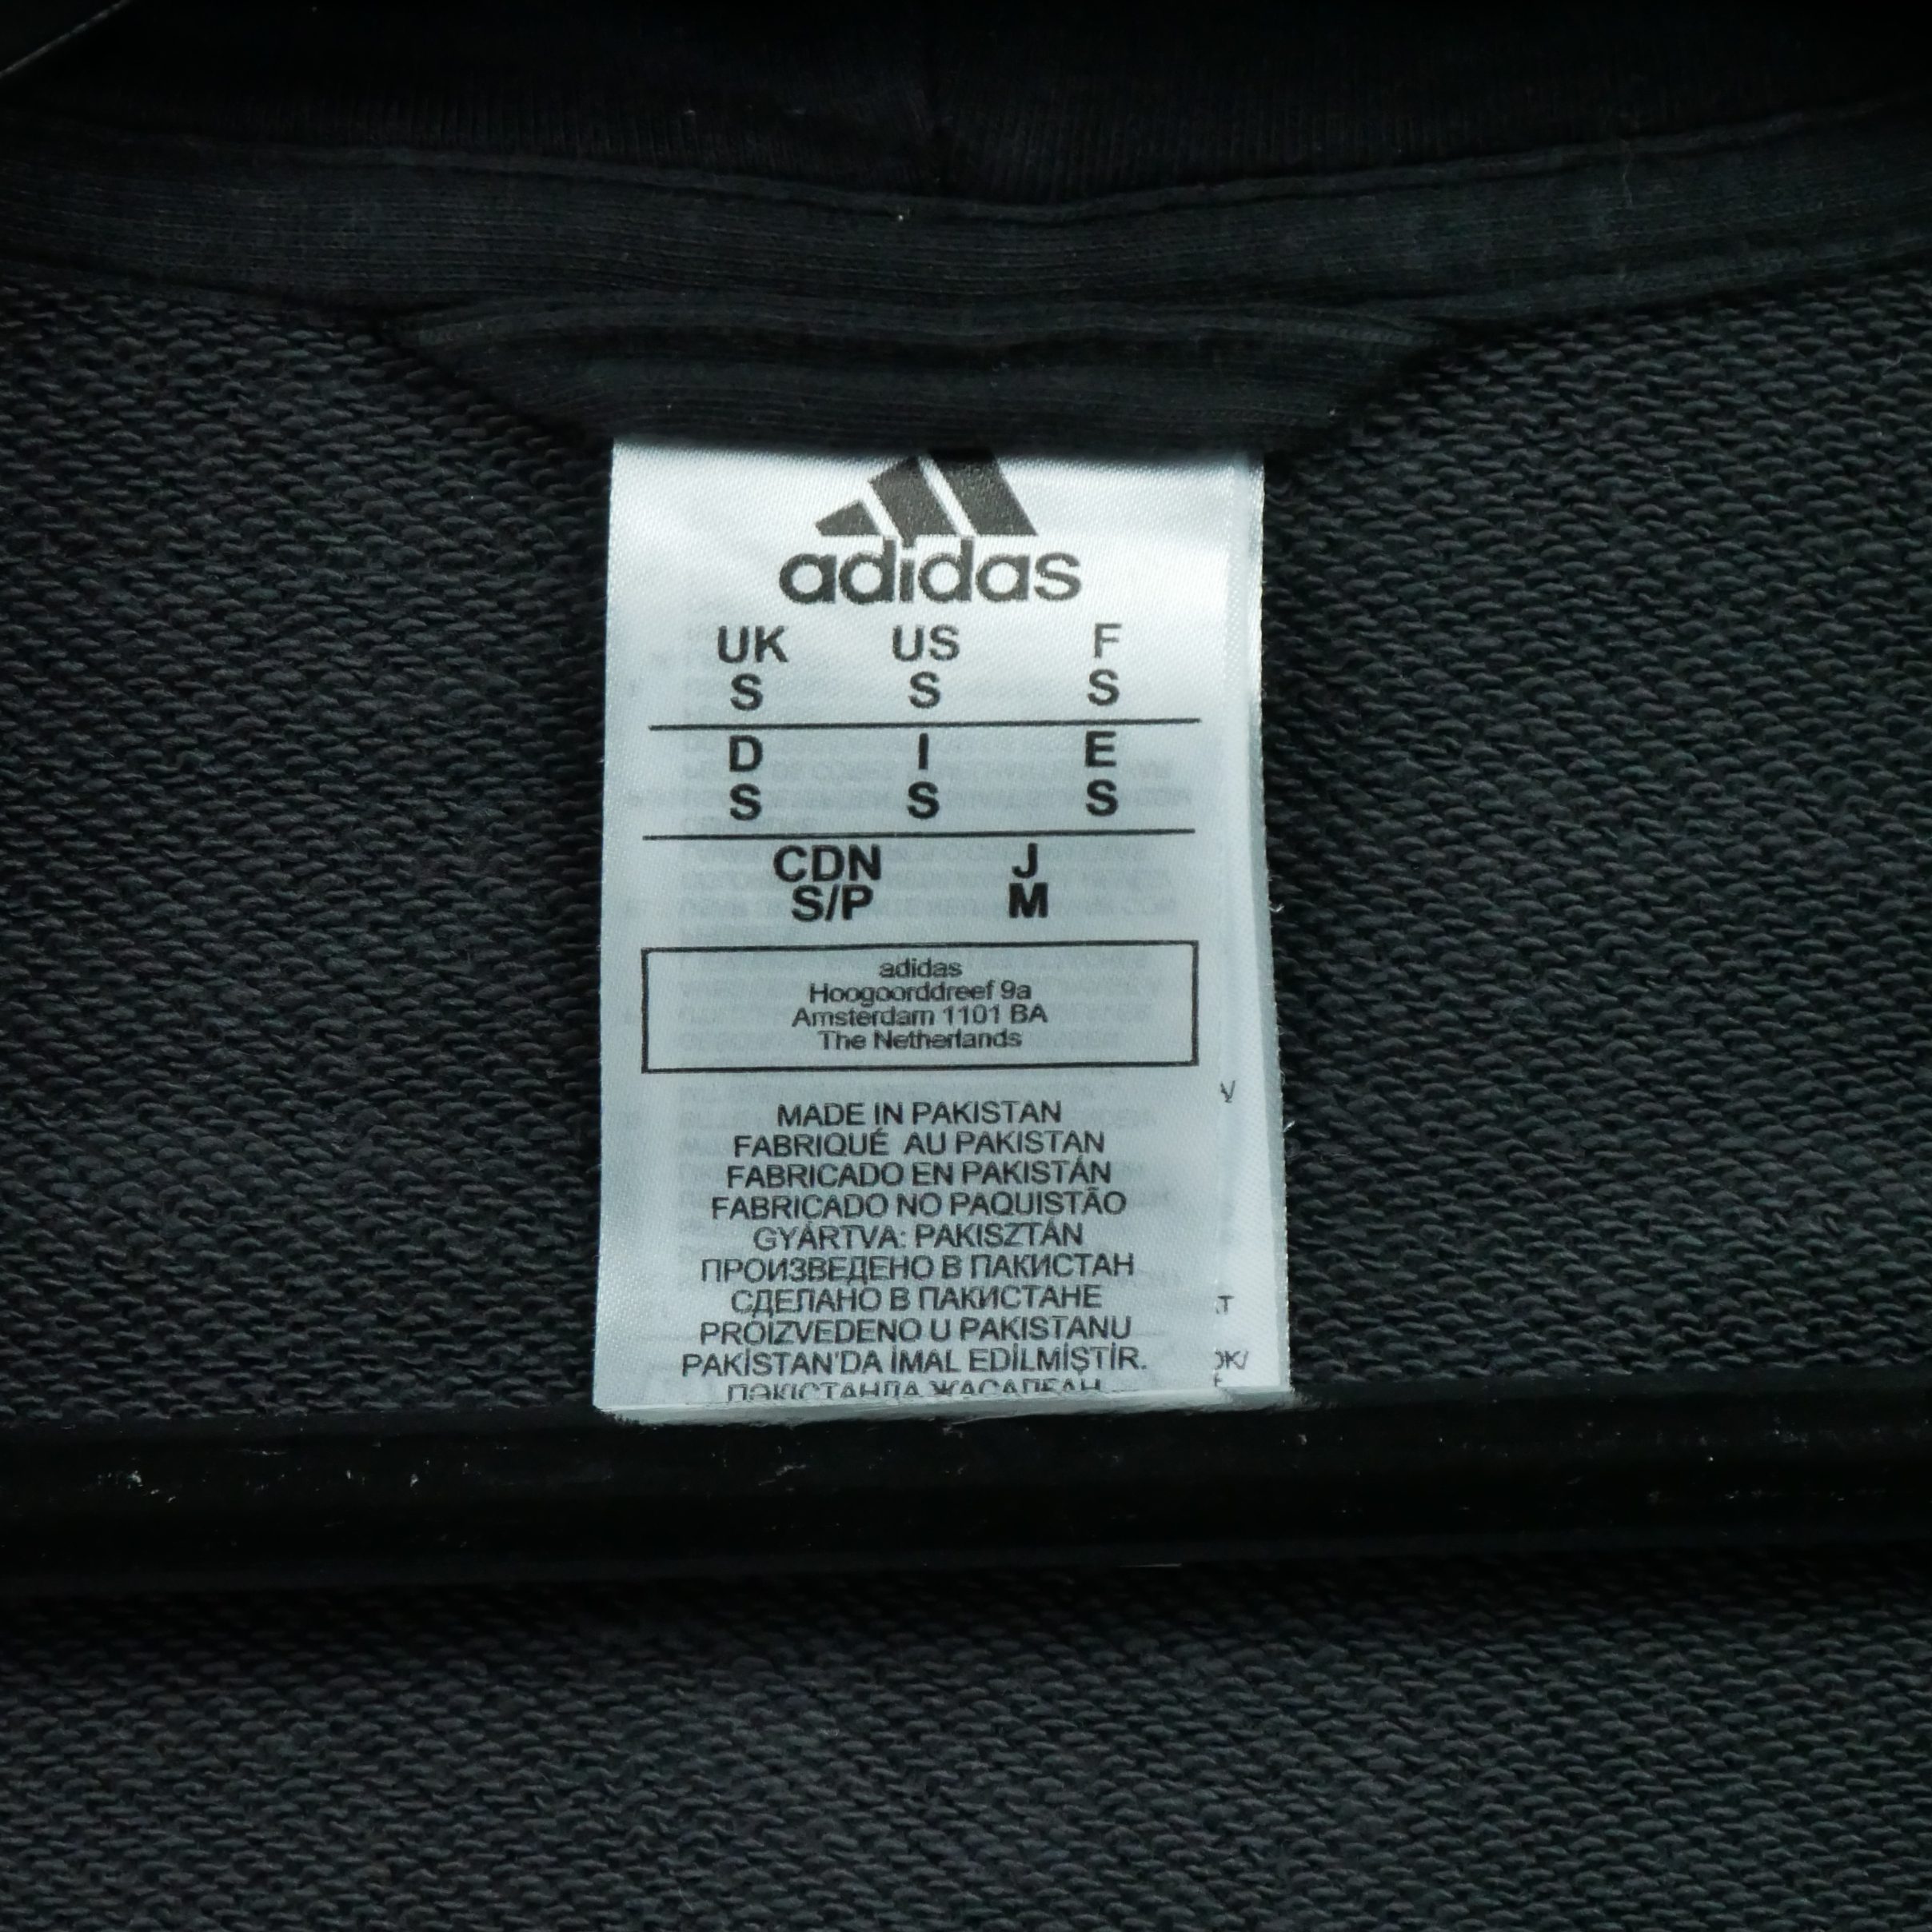 adidas
UK US F
S S S
D I E
S S S
CDN J
S/P M
adidas
Hoogoorddreef 9a
Amsterdam 1101 BA
The Netherlands
MADE IN PAKISTAN
FABRIQUÉ AU PAKISTAN
FABRICADO EN PAKISTÁN
FABRICADO NO PAQUISTÃO
GYÁRTVA: PAKISZTÁN
ПРОИЗВЕДЕНО В ПАКИСТАН
СДЕЛАНО В ПАКИСТАНЕ
PROIZVEDENO U PAKISTANU
PAKİSTAN'DA İMAL EDİLMİŞTİR.